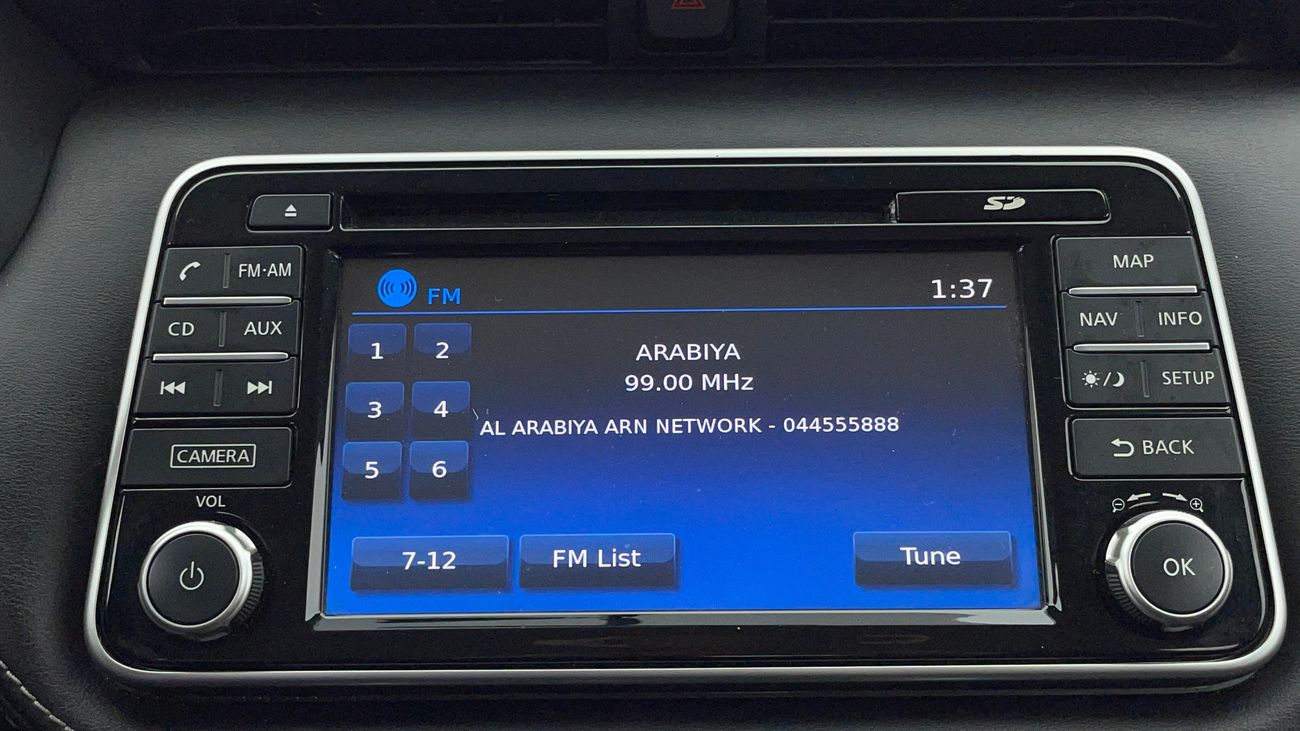 SD
FM·AM
MAP
FM
1:37
CD
AUX
NAV
INFO
1
2
ARABIYA
99.00 MHz
SETUP
3
4
AL ARABIYA ARN NETWORK - 044555888
CAMERA
5
6
BACK
VOL
7-12
FM List
Tune
OK